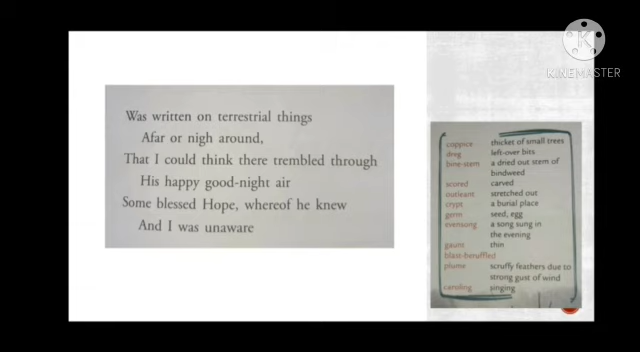 Was written on terrestrial things
Afar or nigh around,
That I could think there trembled through
His happy good-night air
Some blessed Hope, whereof he knew
And I was unaware
KINEMASTER
coppice thicket of small trees
dreg left-over bits
bine-stem a dried out stem of
bindweed
scored carved
outleant stretched out
crypt a burial place
germ seed, egg
evensong a song sung in
the evening
gaunt thin
blast-beruffled
plume scruffy feathers due to
strong gust of wind
caroling singing